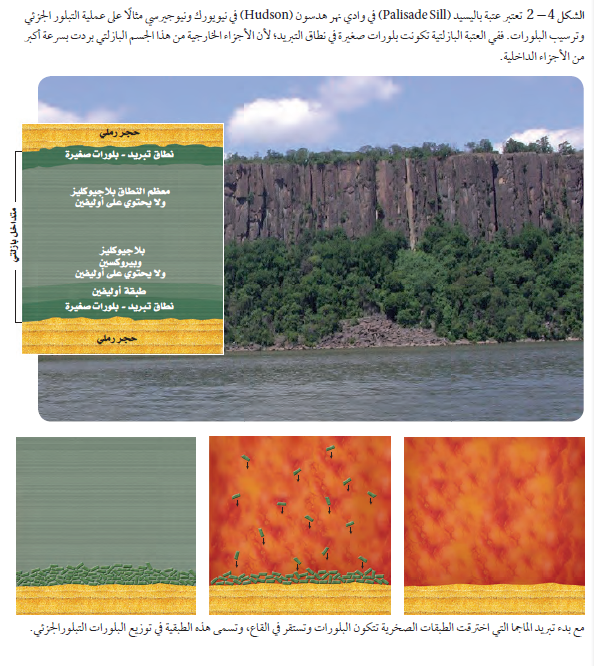 الشكل 4 – 2 تعتبر عتبة باليسيد (Palisade Sill) في وادي نهر هدسون (Hudson) في نيويورك ونيوجيرسي مثالًا على عملية التبلور الجزئي
وترسيب البلورات. ففي العتبة البازلتية تكونت بلورات صغيرة في نطاق التبريد؛ لأن الأجزاء الخارجية من هذا الجسم البازلتي بردت بسرعة أكبر
من الأجزاء الداخلية.
حجر رملي
نطاق تبريد - بلورات صغيرة
معظم النطاق بلاجيوكليز
ولا يحتوي على أوليفين
متداخل بازلتي
بلاجيوكليز
وبيروكسين
ولا يحتوي على أوليفين
طبقة أوليفين
نطاق تبريد - بلورات صغيرة
حجر رملي
مع بدء تبريد الماجما التي اخترقت الطبقات الصخرية تتكون البلورات وتستقر في القاع، وتسمى هذه الطبقية في توزيع البلورات التبلور الجزئي.